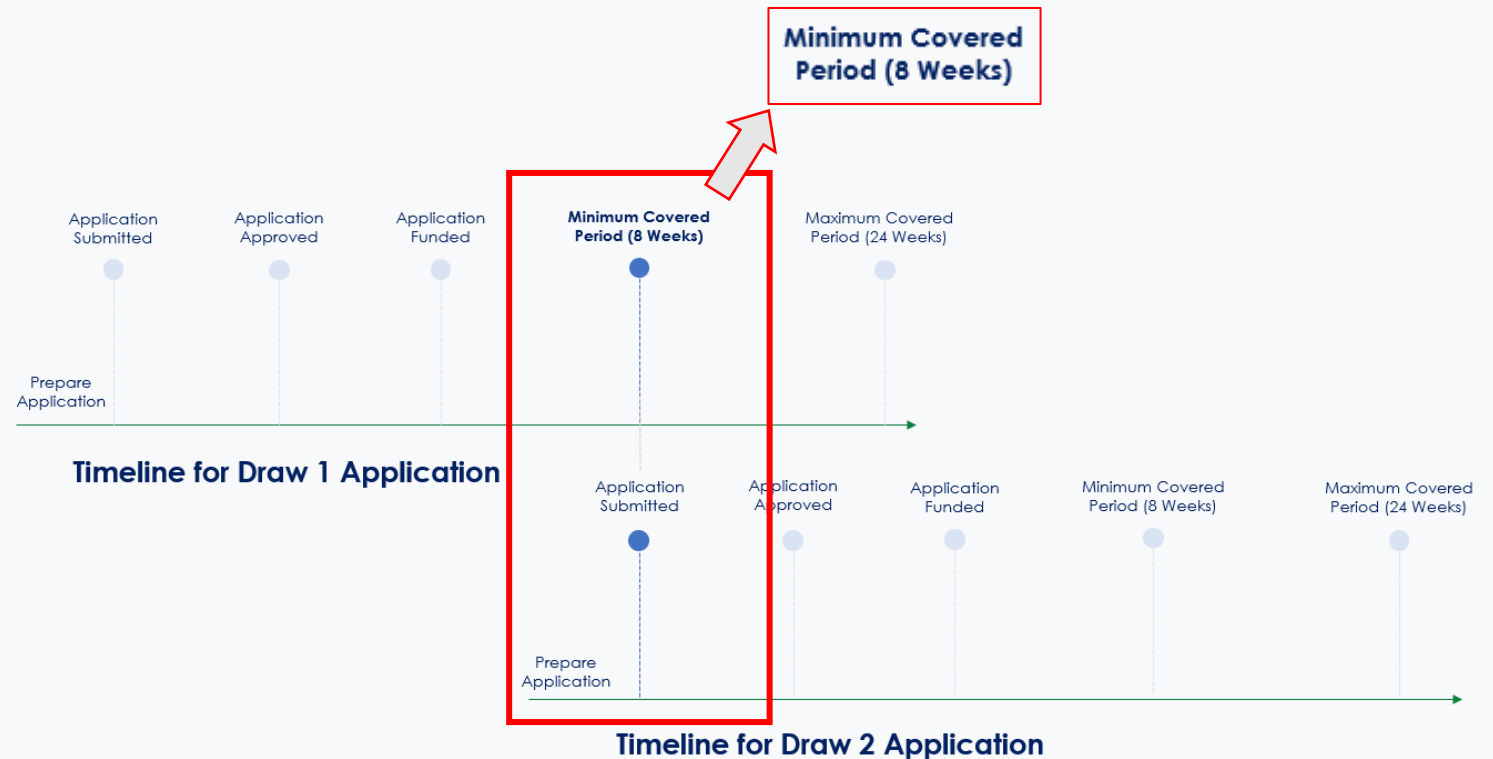 Minimum Covered
Period (8 Weeks)
Application
Submitted
Application
Approved
Application
Funded
Minimum Covered
Period (8 Weeks)
Maximum Covered
Period (24 Weeks)
Prepare
Application
Timeline for Draw 1 Application
Application
Submitted
Application
Approved
Application
Funded
Minimum Covered
Period (8 Weeks)
Maximum Covered
Period (24 Weeks)
Prepare
Application
Timeline for Draw 2 Application